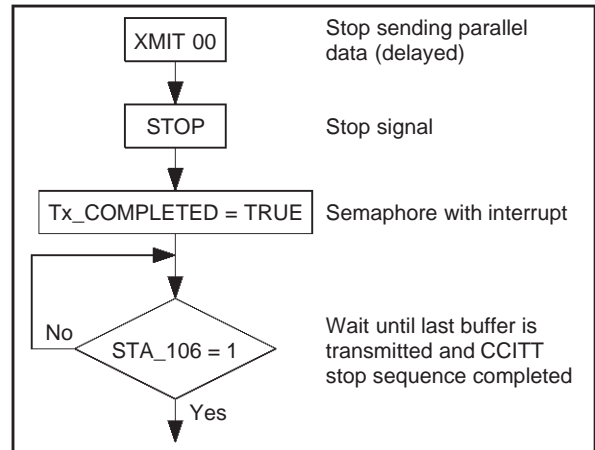 XMIT 00
Stop sending parallel
data (delayed)
STOP
Stop signal
Tx_COMPLETED = TRUE
Semaphore with interrupt
No
STA_106 = 1
Wait until last buffer is
transmitted and CCITT
stop sequence completed
Yes